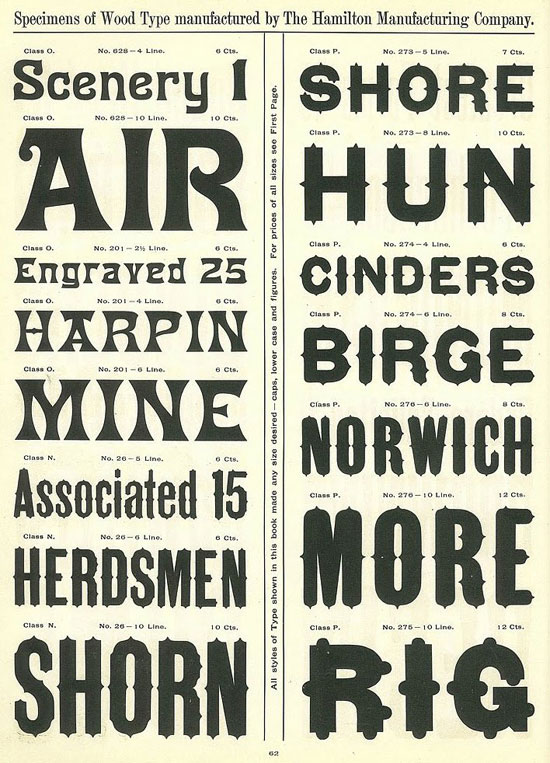 Specimens of Wood Type manufactured by The Hamilton Manufacturing Company.
Class O. No. 628—4 Line. 6 Cts.
Scenery 1
Class O. No. 628—10 Line. 10 Cts.
AIR
Class O. No. 201—2½ Line. 6 Cts.
Engraved 25
Class O. No. 201—4 Line. 6 Cts.
HARPIN
Class O. No. 201—6 Line. 6 Cts.
MINE
Class N. No. 26—5 Line. 6 Cts.
Associated 15
Class N. No. 26—6 Line. 6 Cts.
HERDSMEN
Class N. No. 26—10 Line. 10 Cts.
SHORN
All styles of Type shown in this book made any size desired—caps, lower case and figures. For prices of all sizes see First Page.
Class P. No. 273—5 Line. 7 Cts.
SHORE
Class P. No. 273—8 Line. 10 Cts.
HUN
Class P. No. 274—4 Line. 6 Cts.
CINDERS
Class P. No. 274—6 Line. 8 Cts.
BIRGE
Class P. No. 276—6 Line. 8 Cts.
NORWICH
Class P. No. 276—10 Line. 12 Cts.
MORE
Class P. No. 275—10 Line. 12 Cts.
RIG
62